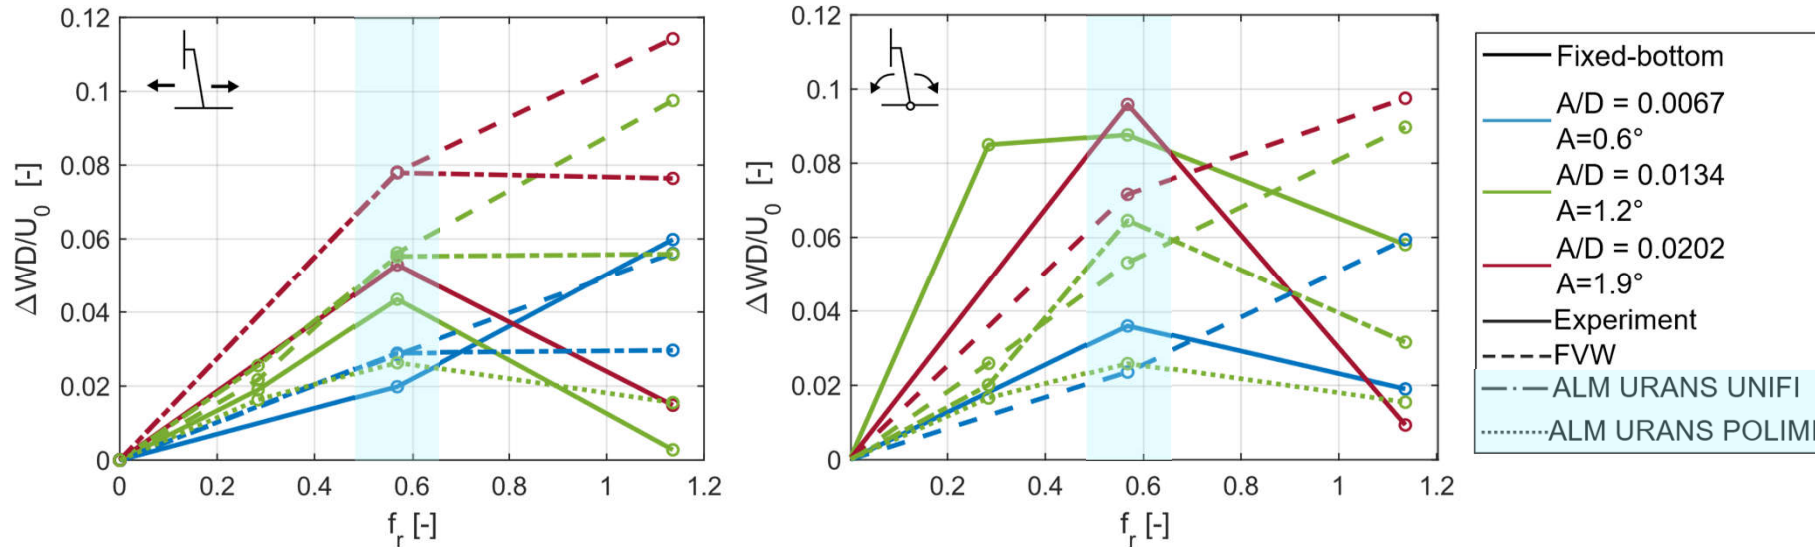 0.12
0.1
0.08
0.06
0.04
0.02
0
ΔWD/U₀ [-]
0 0.2 0.4 0.6 0.8 1 1.2
f_r [-]
0.12
0.1
0.08
0.06
0.04
0.02
0
ΔWD/U₀ [-]
0.2 0.4 0.6 0.8 1 1.2
f_r [-]
Fixed-bottom
A/D = 0.0067
A=0.6°
A/D = 0.0134
A=1.2°
A/D = 0.0202
A=1.9°
Experiment
FVW
ALM URANS UNIFI
ALM URANS POLIMI